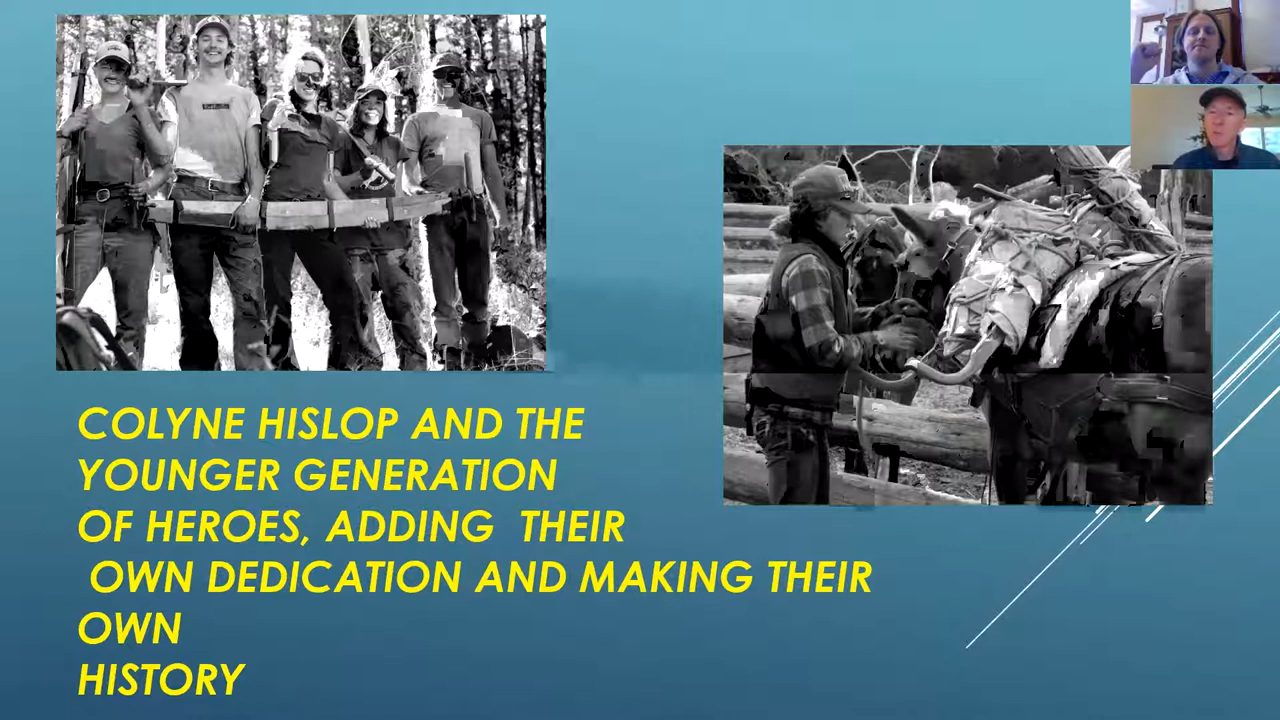 COLYNE HISLOP AND THE
YOUNGER GENERATION
OF HEROES, ADDING  THEIR
OWN DEDICATION AND MAKING THEIR
OWN
HISTORY